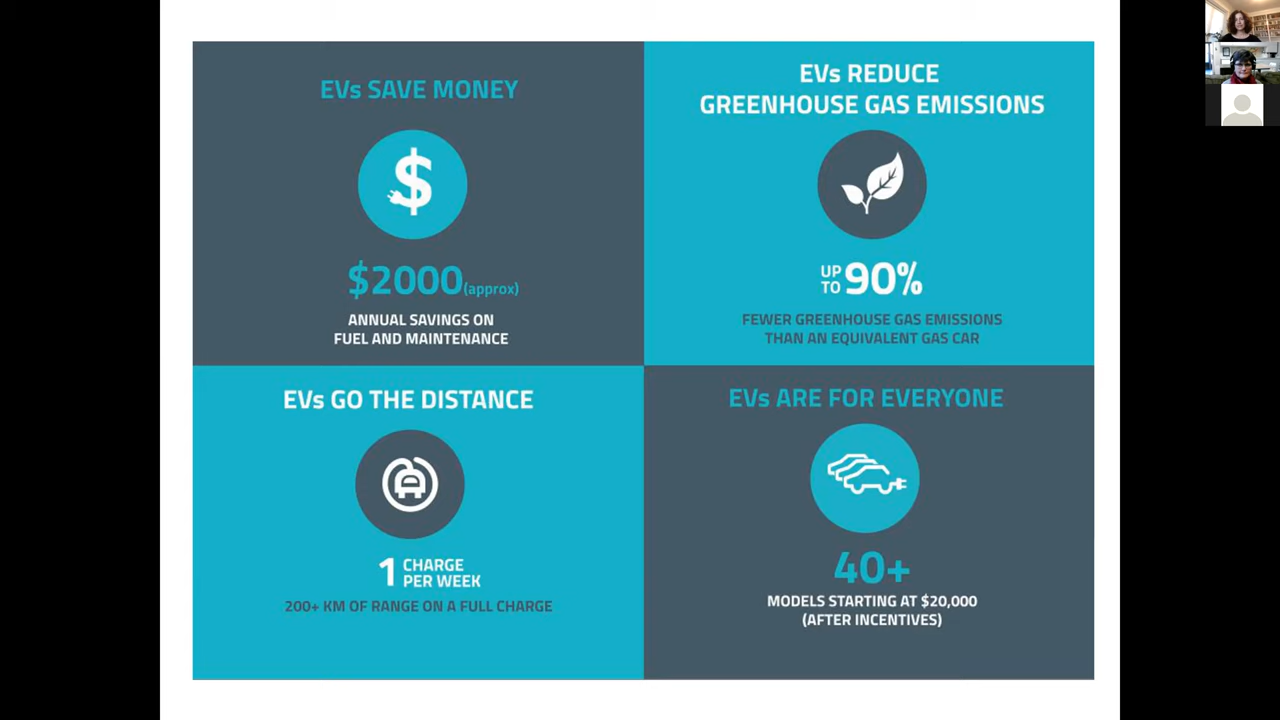 EVs SAVE MONEY
$2000(approx)
ANNUAL SAVINGS ON
FUEL AND MAINTENANCE
EVs REDUCE
GREENHOUSE GAS EMISSIONS
UP TO 90%
FEWER GREENHOUSE GAS EMISSIONS
THAN AN EQUIVALENT GAS CAR
EVs GO THE DISTANCE
1 CHARGE
PER WEEK
200+ KM OF RANGE ON A FULL CHARGE
EVs ARE FOR EVERYONE
40+
MODELS STARTING AT $20,000
(AFTER INCENTIVES)